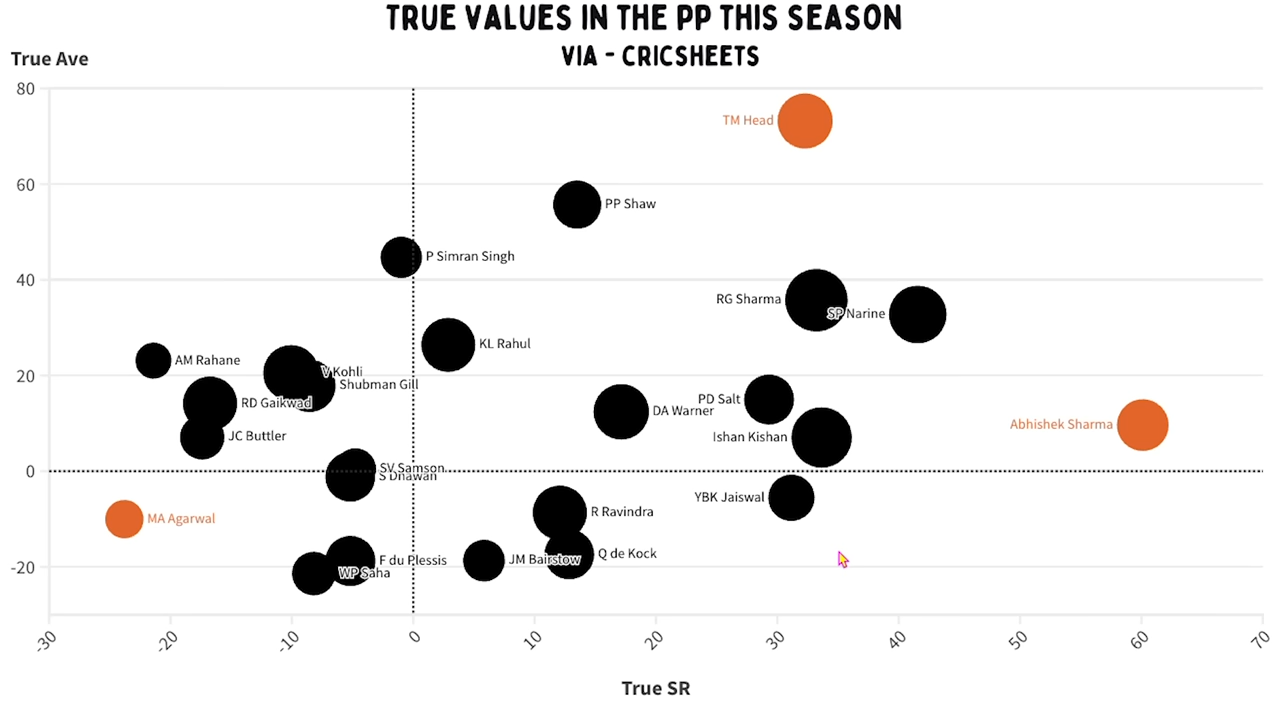 TRUE VALUES IN THE PP THIS SEASON
VIA - CRICSHEETS
True Ave
80
TM Head
60
PP Shaw
P Simran Singh
40
RG Sharma
SP Narine
KL Rahul
AM Rahane
V Kohli
20
Shubman Gill
PD Salt
RD Gaikwad
DA Warner
Abhishek Sharma
JC Buttler
Ishan Kishan
SV Samson
0
S Dhawan
YBK Jaiswal
R Ravindra
MA Agarwal
Q de Kock
F du Plessis
JM Bairstow
-20
WP Saha
-30
-20
-10
0
10
20
30
40
50
60
70
True SR